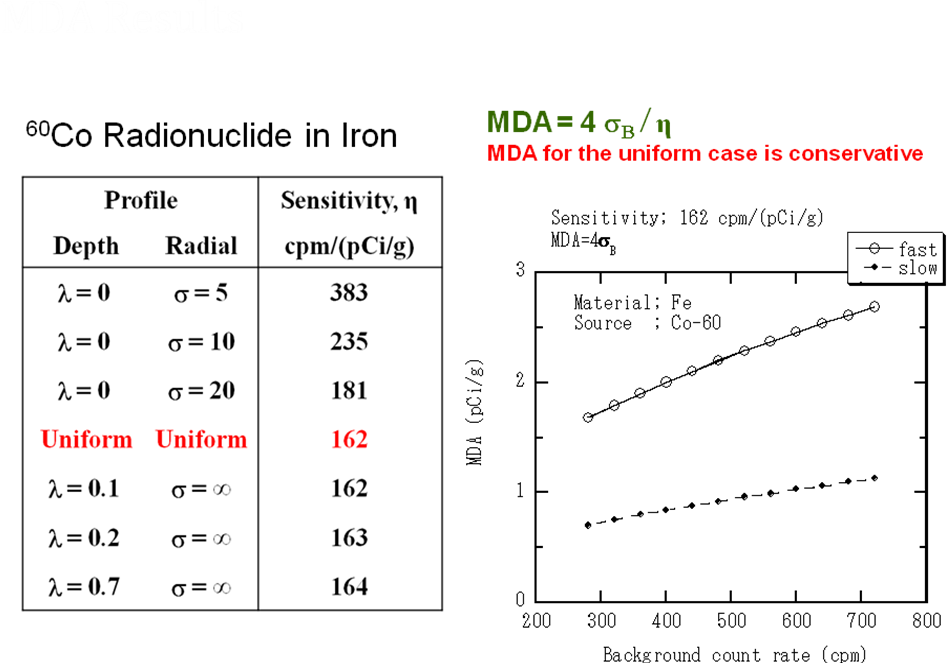 ⁶⁰Co Radionuclide in Iron
Profile Sensitivity, η
Depth Radial cpm/(pCi/g)
λ = 0 σ = 5 383
λ = 0 σ = 10 235
λ = 0 σ = 20 181
Uniform Uniform 162
λ = 0.1 σ = ∞ 162
λ = 0.2 σ = ∞ 163
λ = 0.7 σ = ∞ 164
MDA = 4 σB / η
MDA for the uniform case is conservative
Sensitivity; 162 cpm/(pCi/g)
MDA=4σB
fast
slow
Material; Fe
Source ; Co-60
MDA (pCi/g)
3
2
1
0
200 300 400 500 600 700 800
Background count rate (cpm)